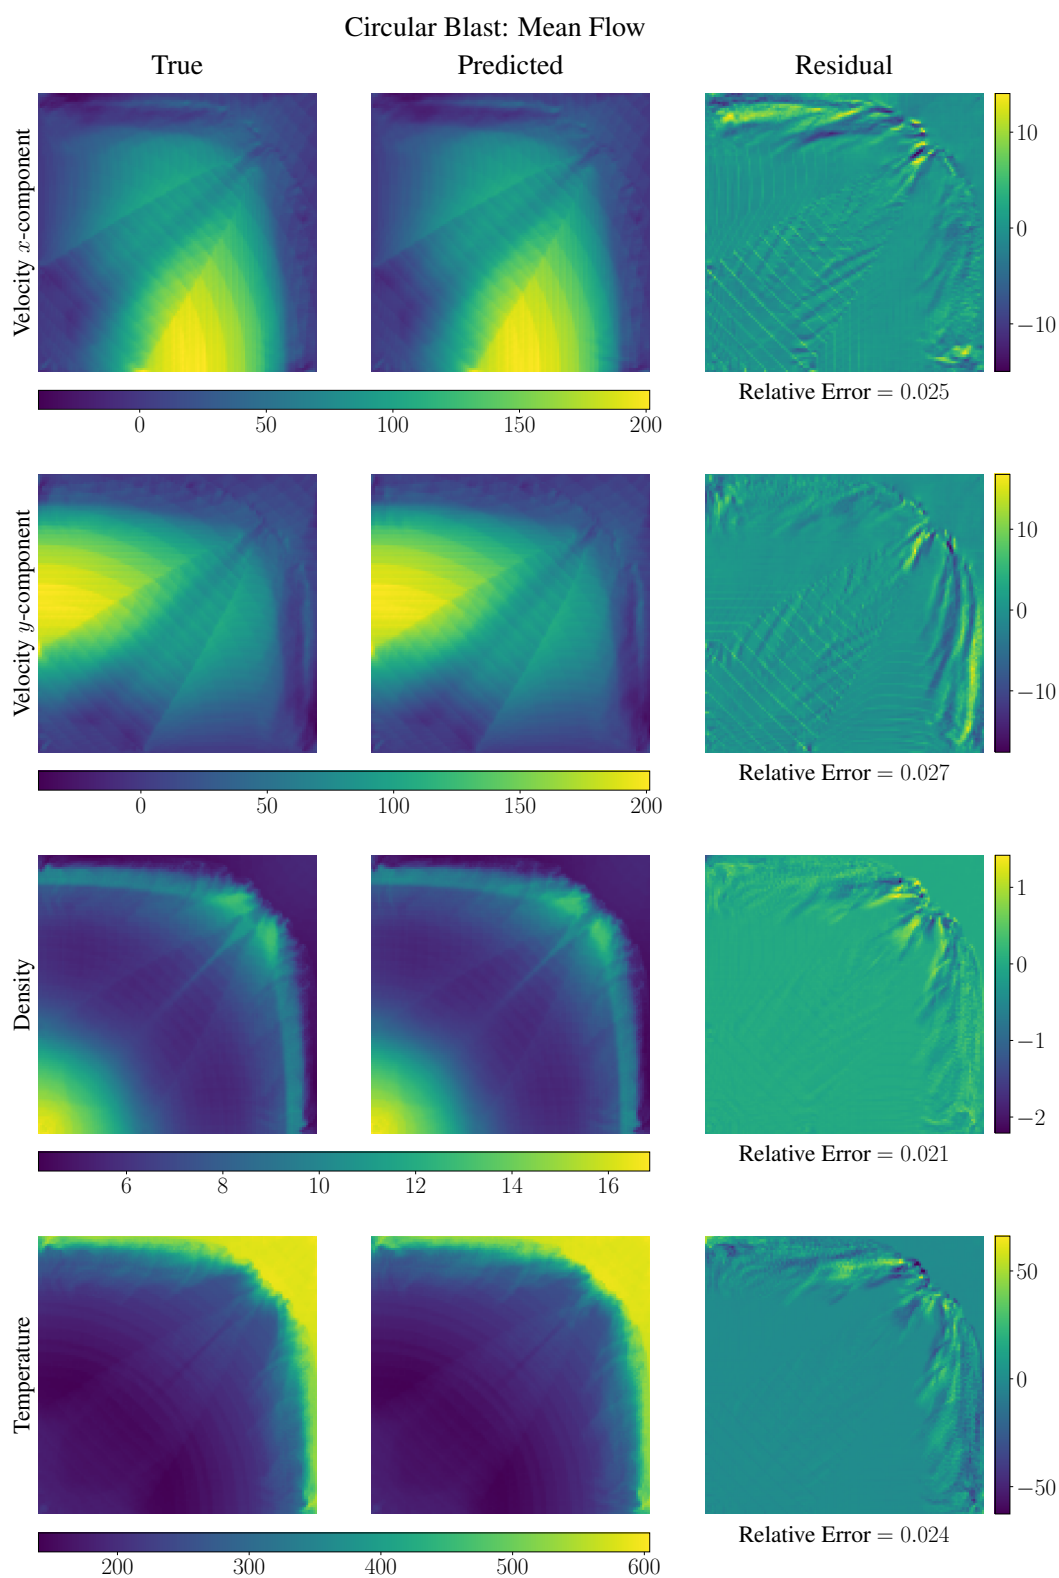 Circular Blast: Mean Flow
True Predicted Residual
Velocity x-component
10
0
−10
Relative Error = 0.025
0 50 100 150 200
Velocity y-component
10
0
−10
Relative Error = 0.027
0 50 100 150 200
Density
1
0
−1
−2
Relative Error = 0.021
6 8 10 12 14 16
Temperature
50
0
−50
Relative Error = 0.024
200 300 400 500 600